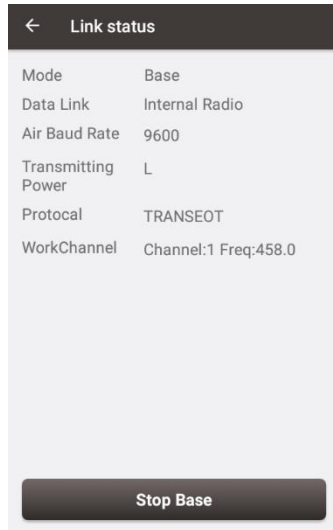 Link status
Mode Base
Data Link Internal Radio
Air Baud Rate 9600
Transmitting Power L
Protocal TRANSEOT
WorkChannel Channel:1 Freq:458.0
Stop Base